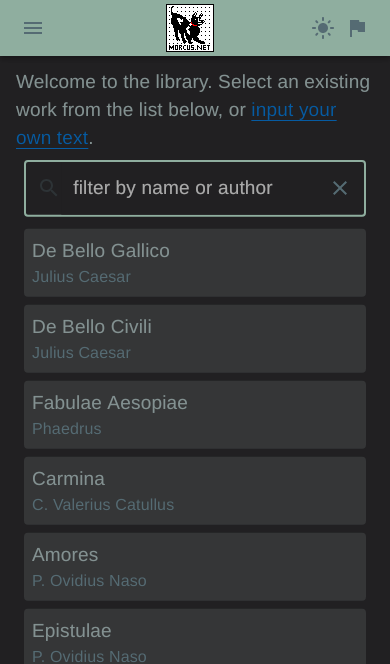 MORCUS.NET
Welcome to the library. Select an existing
work from the list below, or input your
own text.
filter by name or author
De Bello Gallico
Julius Caesar
De Bello Civili
Julius Caesar
Fabulae Aesopiae
Phaedrus
Carmina
C. Valerius Catullus
Amores
P. Ovidius Naso
Epistulae
P. Ovidius Naso